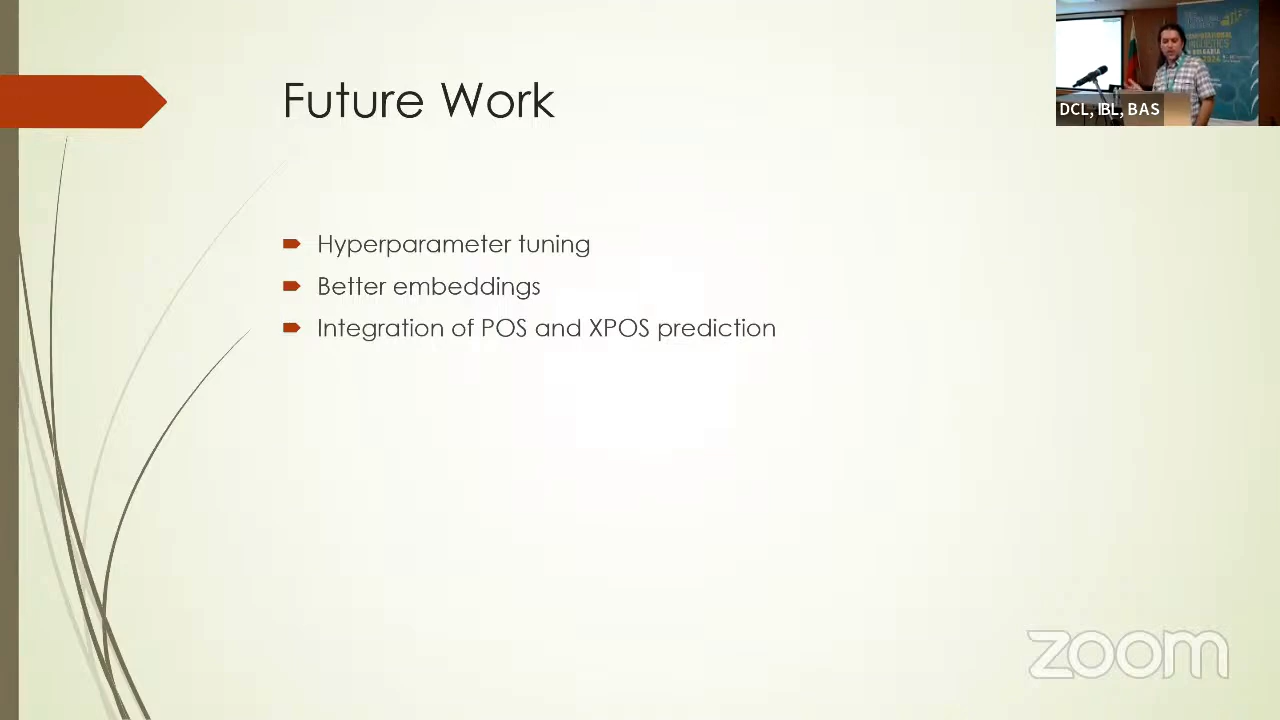 Future Work
Hyperparameter tuning
Better embeddings
Integration of POS and XPOS prediction
DCL, IBL, BAS
zoom